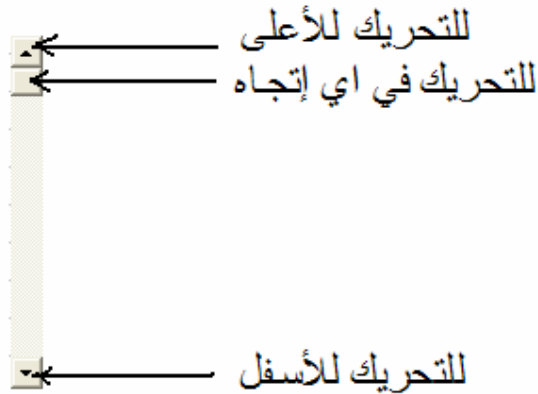 للتحريك للأعلى
للتحريك في اي إتجاه
للتحريك للأسفل